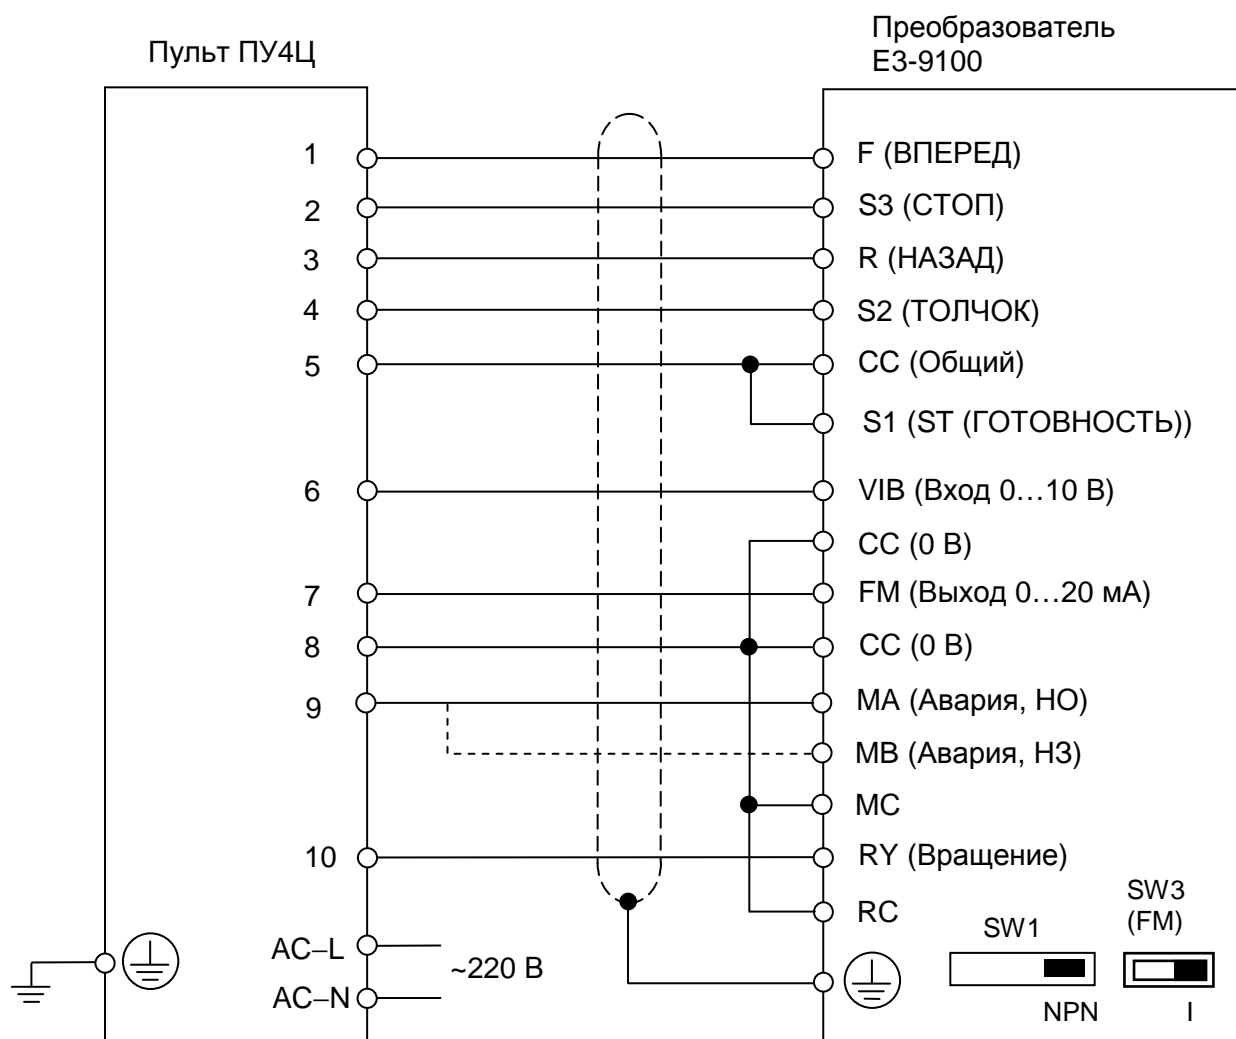 Пульт ПУ4Ц
Преобразователь
E3-9100
1
F (ВПЕРЕД)
2
S3 (СТОП)
3
R (НАЗАД)
4
S2 (ТОЛЧОК)
5
CC (Общий)
S1 (ST (ГОТОВНОСТЬ))
6
VIB (Вход 0…10 В)
CC (0 В)
7
FM (Выход 0…20 мА)
8
CC (0 В)
9
MA (Авария, НО)
MB (Авария, НЗ)
MC
10
RY (Вращение)
RC
SW1
SW3
(FM)
AC–L
~220 В
AC–N
NPN
I